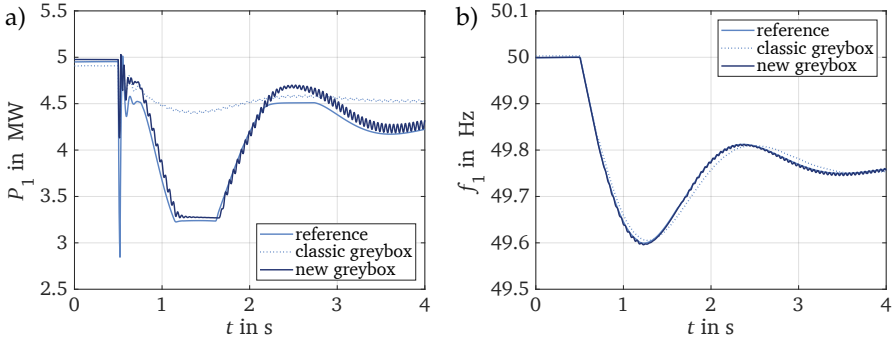 a)
5.5
5
4.5
4
3.5
3
2.5
P1 in MW
0 1 2 3 4
t in s
reference
classic greybox
new greybox
b)
50.1
50
49.9
49.8
49.7
49.6
49.5
f1 in Hz
0 1 2 3 4
t in s
reference
classic greybox
new greybox